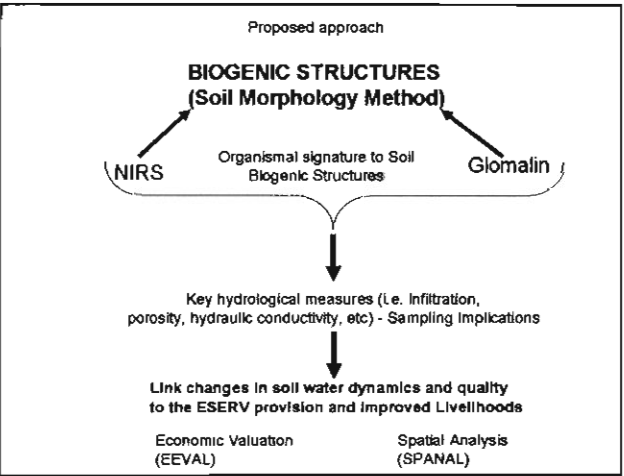 Proposed approach
BIOGENIC STRUCTURES
(Soil Morphology Method)
NIRS
Organismal signature to Soil
Biogenic Structures
Glomalin
Key hydrological measures (i.e. Infiltration,
porosity, hydraulic conductivity, etc) - Sampling Implications
Link changes in soil water dynamics and quality
to the ESERV provision and Improved Livelihoods
Economic Valuation
(EEVAL)
Spatial Analysis
(SPANAL)